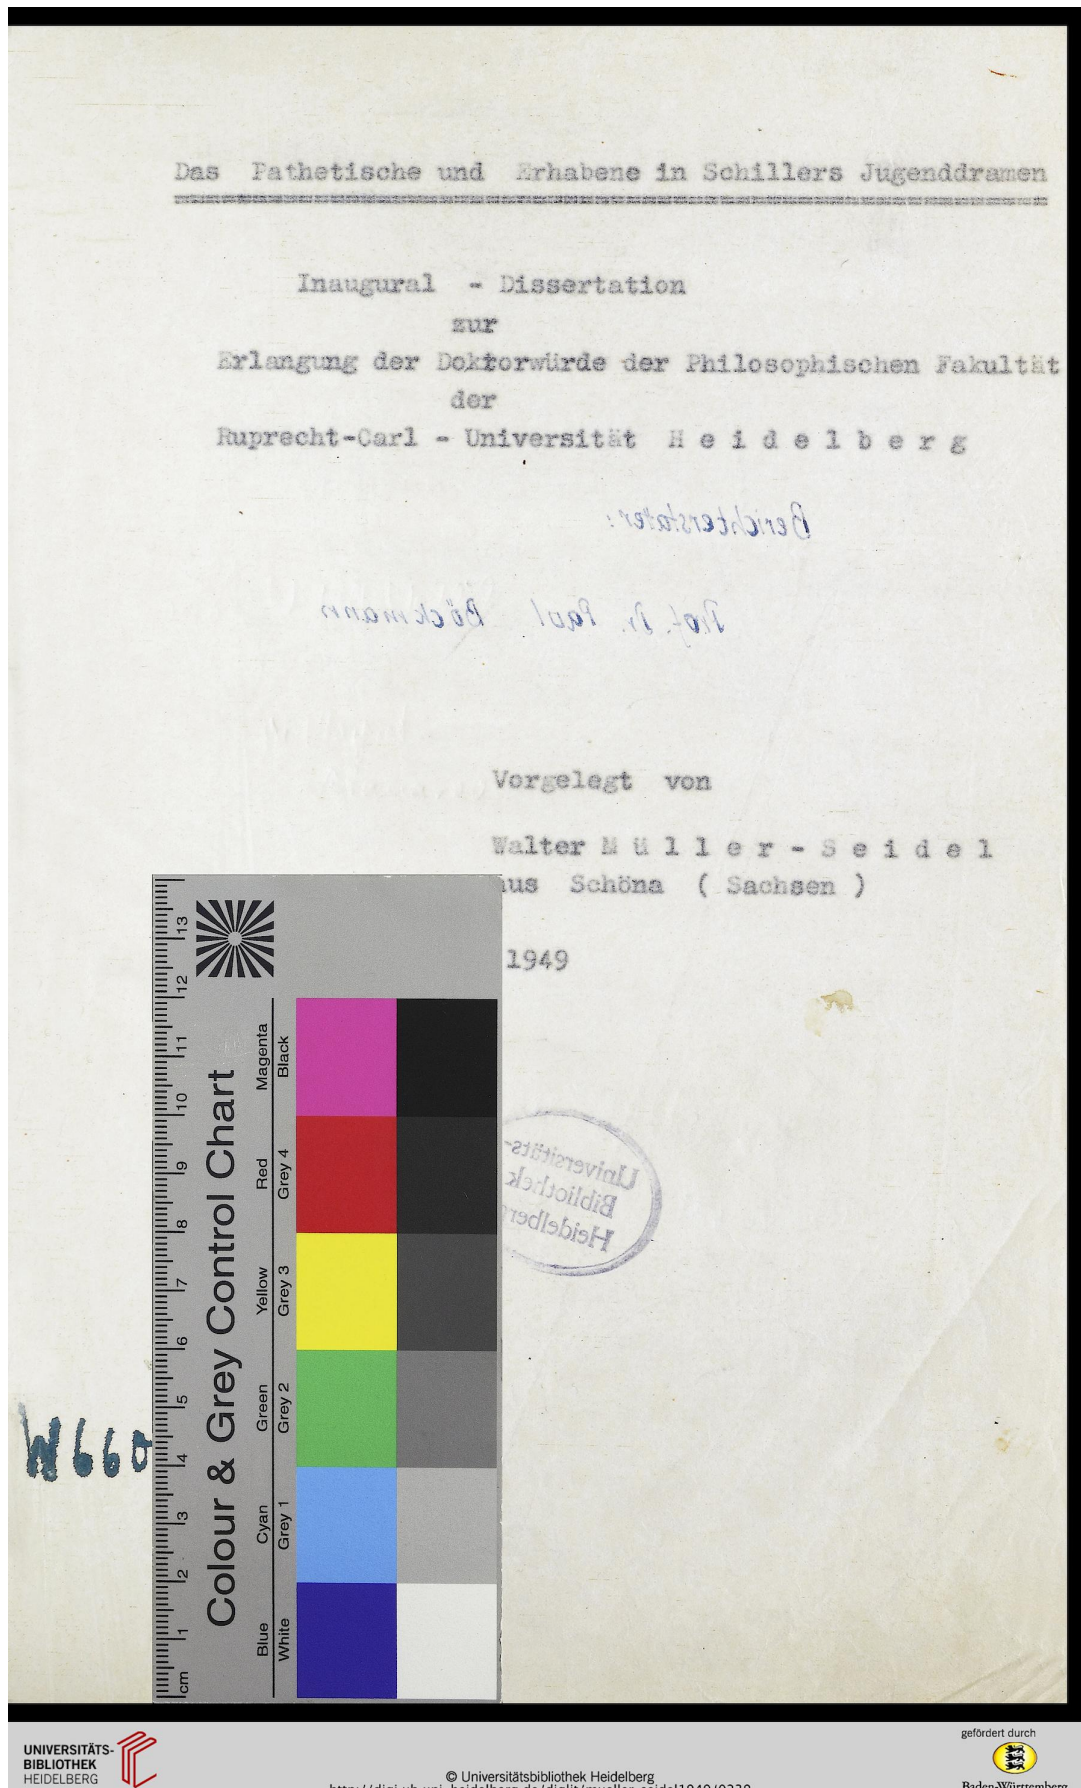 Das Pathetische und Erhabene in Schillers Jugenddramen
Inaugural - Dissertation
zur
Erlangung der Doktorwürde der Philosophischen Fakultät
der
Ruprecht-Carl - Universität H e i d e l b e r g
Berichterstatter:
Prof. Dr. Paul Böckmann
Vorgelegt von
Walter M ü l l e r - S e i d e l
aus Schöna ( Sachsen )
1949
Universitäts-
Bibliothek
Heidelberg
W660
Colour & Grey Control Chart
Magenta
Black
Red
Grey 4
Yellow
Grey 3
Green
Grey 2
Cyan
Grey 1
Blue
White
13
12
11
10
9
8
7
6
5
4
3
2
1
cm
UNIVERSITÄTS-
BIBLIOTHEK
HEIDELBERG
© Universitätsbibliothek Heidelberg
gefördert durch
Baden-Württemberg